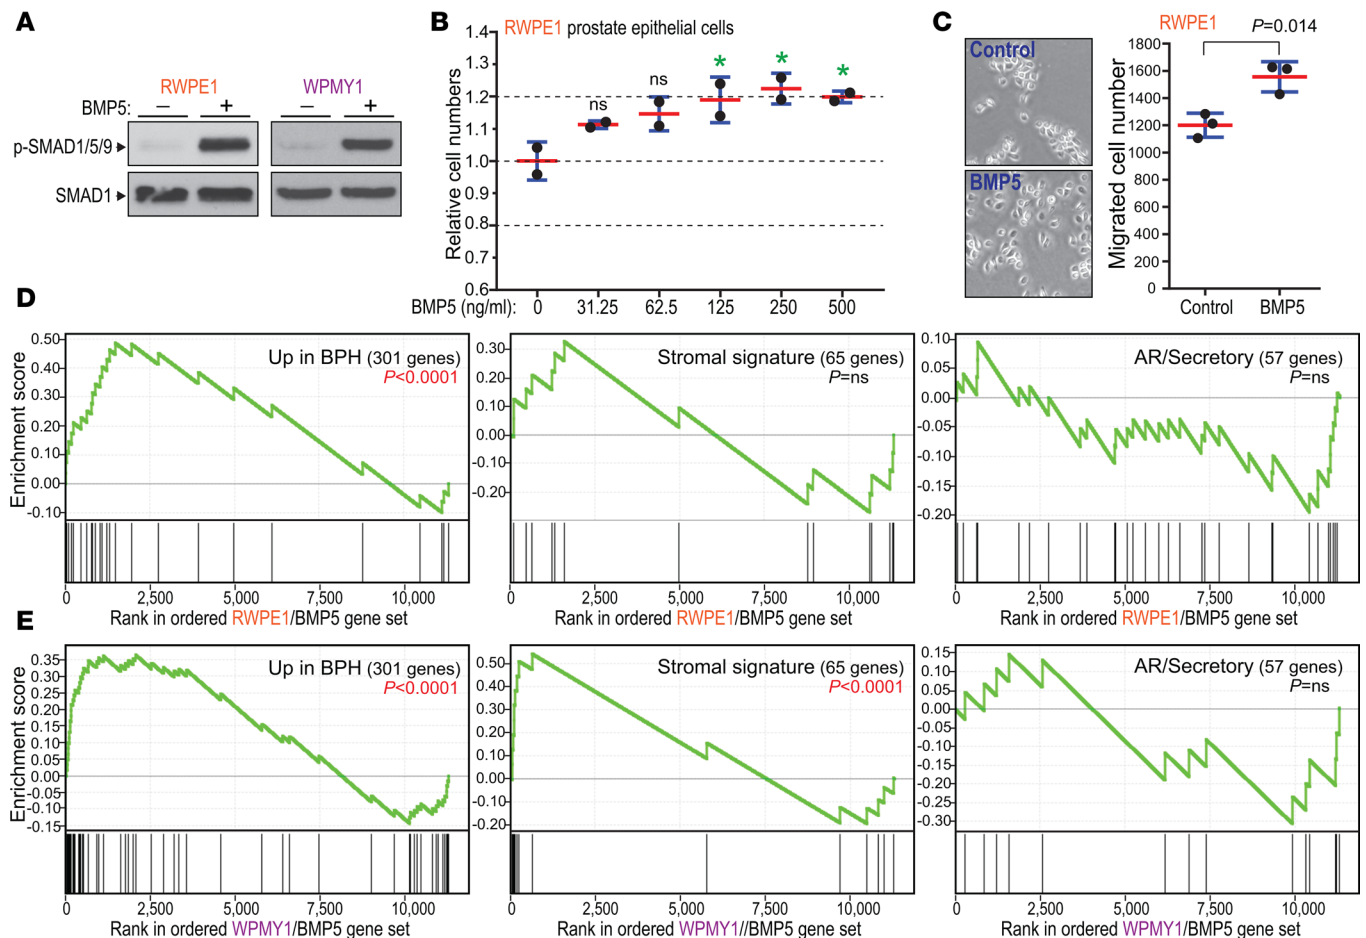 A
RWPE1 WPMY1
BMP5: – + – +
p-SMAD1/5/9
SMAD1
B
RWPE1 prostate epithelial cells
Relative cell numbers
1.4
1.3
1.2
1.1
1.0
0.9
0.8
0.7
0.6
ns
ns
*
*
*
BMP5 (ng/ml): 0 31.25 62.5 125 250 500
C
Control
BMP5
RWPE1
P=0.014
Migrated cell numbers
1800
1600
1400
1200
1000
800
600
400
200
0
Control BMP5
D
Enrichment score
0.50
0.40
0.30
0.20
0.10
0.00
-0.10
Up in BPH (301 genes)
P<0.0001
0 2,500 5,000 7,500 10,000
Rank in ordered RWPE1/BMP5 gene set
0.30
0.20
0.10
0.00
-0.10
-0.20
Stromal signature (65 genes)
P=ns
0 2,500 5,000 7,500 10,000
Rank in ordered RWPE1/BMP5 gene set
0.10
0.05
0.00
-0.05
-0.10
-0.15
-0.20
AR/Secretory (57 genes)
P=ns
0 2,500 5,000 7,500 10,000
Rank in ordered RWPE1/BMP5 gene set
E
Enrichment score
0.35
0.30
0.25
0.20
0.15
0.10
0.05
0.00
-0.05
-0.10
-0.15
Up in BPH (301 genes)
P<0.0001
0 2,500 5,000 7,500 10,000
Rank in ordered WPMY1/BMP5 gene set
0.50
0.40
0.30
0.20
0.10
0.00
-0.10
-0.20
Stromal signature (65 genes)
P<0.0001
0 2,500 5,000 7,500 10,000
Rank in ordered WPMY1//BMP5 gene set
0.15
0.10
0.05
0.00
-0.05
-0.10
-0.15
-0.20
-0.25
-0.30
AR/Secretory (57 genes)
P=ns
0 2,500 5,000 7,500 10,000
Rank in ordered WPMY1/BMP5 gene set